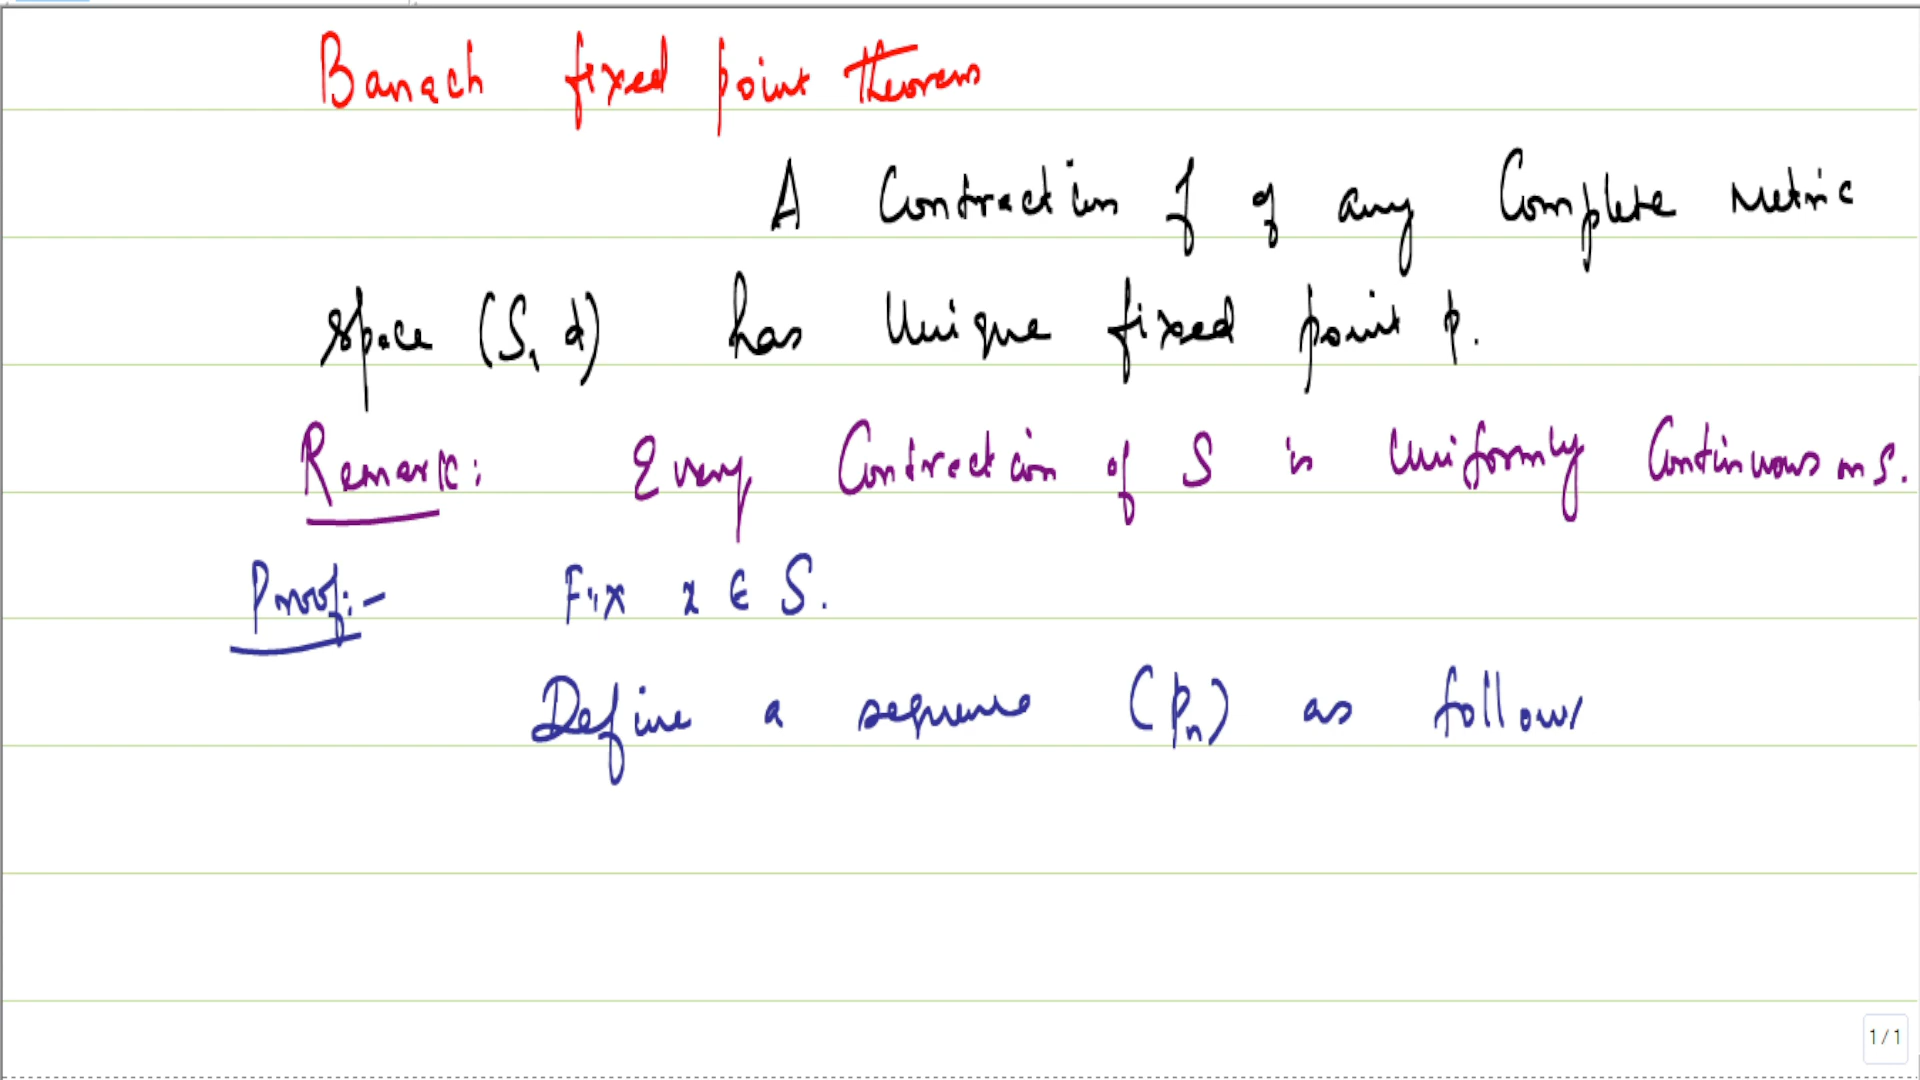 Banach fixed point theorem
A Contraction f of any Complete metric
space (S, d) has Unique fixed point p.
Remark: Every Contraction of S is Uniformly Continuous on S.
Proof:- Fix x ∈ S.
Define a sequence (pₙ) as follows
1/1